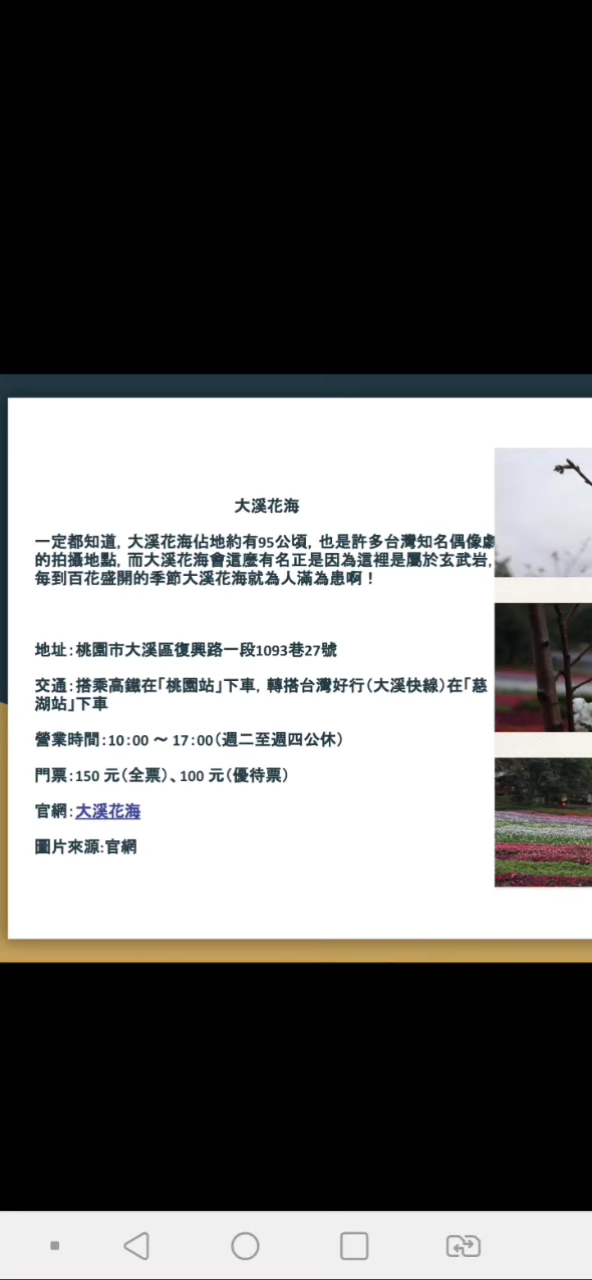 大溪花海
一定都知道, 大溪花海佔地約有95公頃, 也是許多台灣知名偶像劇
的拍攝地點, 而大溪花海會這麼有名正是因為這裡是屬於玄武岩,
每到百花盛開的季節大溪花海就為人滿為患啊！
地址：桃園市大溪區復興路一段1093巷27號
交通：搭乘高鐵在「桃園站」下車, 轉搭台灣好行（大溪快線）在「慈
湖站」下車
營業時間：10：00 ～ 17：00（週二至週四公休）
門票：150 元（全票）、100 元（優待票）
官網：大溪花海
圖片來源:官網